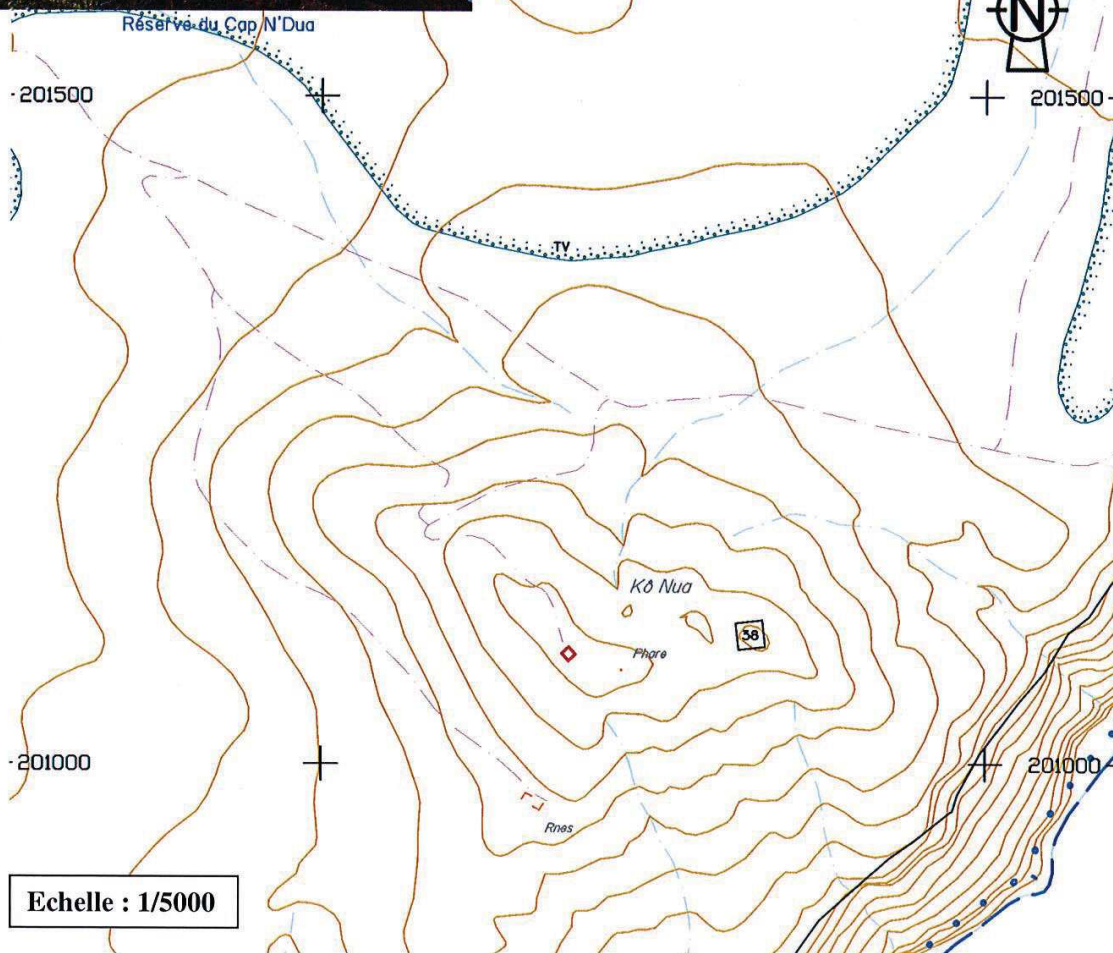 Réserve du Cap N'Dua
N
201500
201500
TV
Kô Nua
38
Phare
201000
201000
Rnes
Echelle : 1/5000